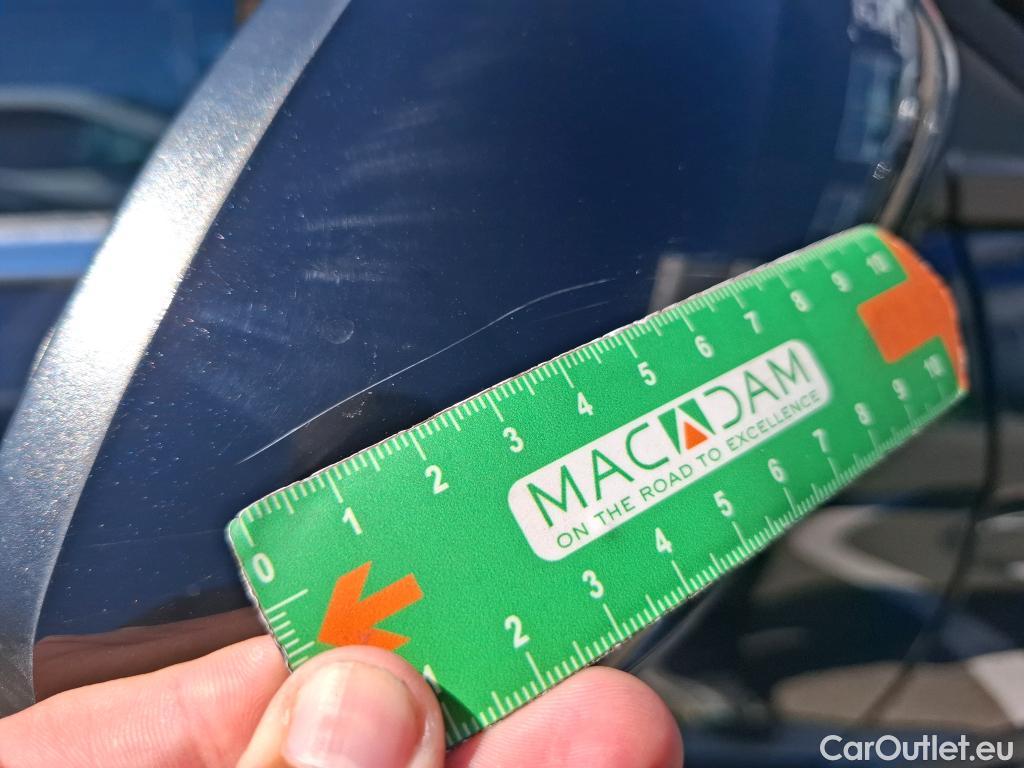 0 1 2 3 4 5 6 7 8 9 10
MACADAM
ON THE ROAD TO EXCELLENCE
1 2 3 4 5 6 7 8 9 10
CarOutlet.eu